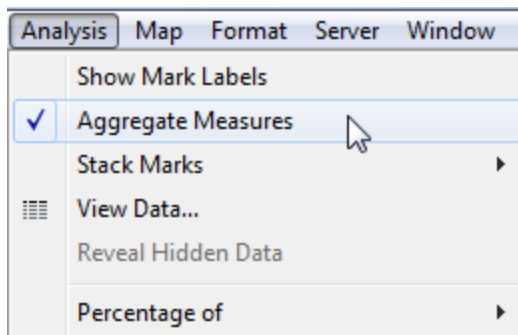 Analysis Map Format Server Window
Show Mark Labels
Aggregate Measures
Stack Marks
View Data...
Reveal Hidden Data
Percentage of